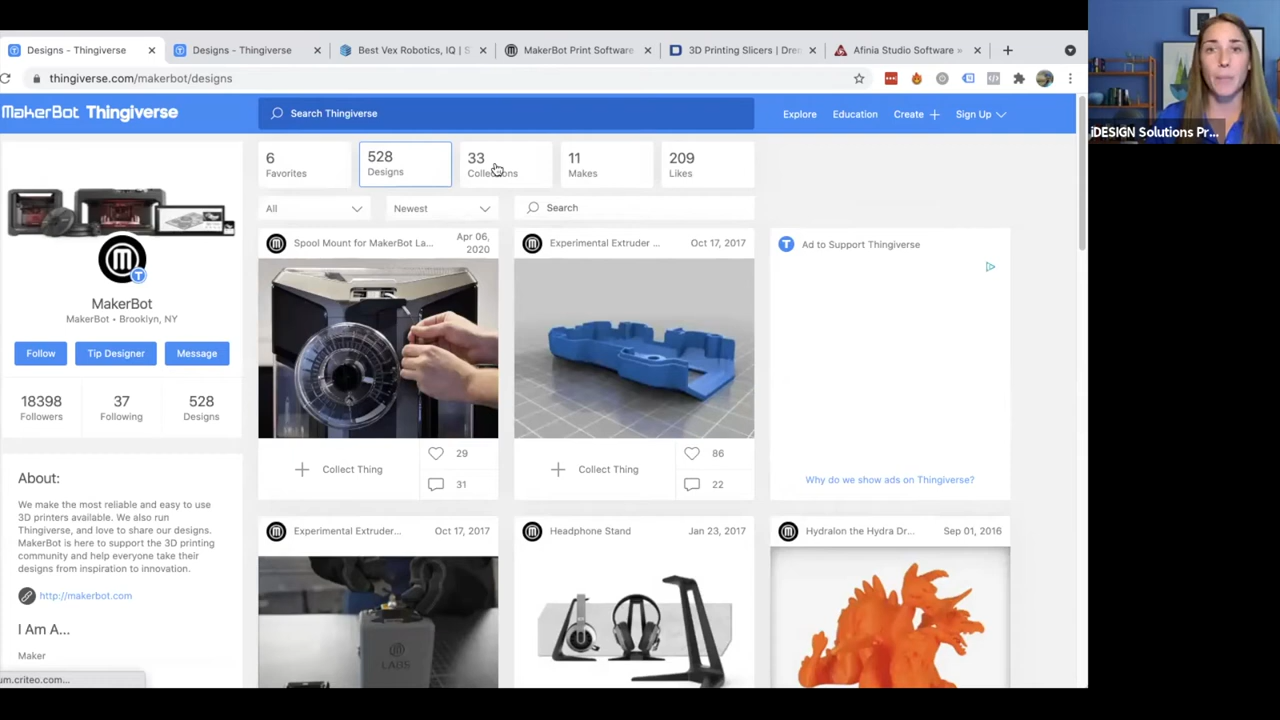 Designs - Thingiverse
Designs - Thingiverse
Best Vex Robotics, IQ | S
MakerBot Print Software
3D Printing Slicers | Drem
Afinia Studio Software »
thingiverse.com/makerbot/designs
MakerBot Thingiverse
Search Thingiverse
Explore
Education
Create
Sign Up
iDESIGN Solutions Pr...
6
Favorites
528
Designs
33
Collections
11
Makes
209
Likes
All
Newest
Search
MakerBot
MakerBot • Brooklyn, NY
Follow
Tip Designer
Message
18398
Followers
37
Following
528
Designs
About:
We make the most reliable and easy to use
3D printers available. We also run
Thingiverse, and love to share our designs.
MakerBot is here to support the 3D printing
community and help everyone take their
designs from inspiration to innovation.
http://makerbot.com
I Am A...
Maker
um.criteo.com...
Spool Mount for MakerBot La...
Apr 06,
2020
Collect Thing
29
31
Experimental Extruder ...
Oct 17, 2017
Collect Thing
86
22
Ad to Support Thingiverse
Why do we show ads on Thingiverse?
Experimental Extruder...
Oct 17, 2017
LABS
Headphone Stand
Jan 23, 2017
Hydralon the Hydra Dr...
Sep 01, 2016